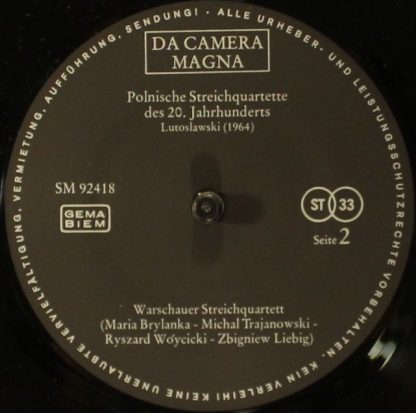 DA CAMERA
MAGNA
Polnische Streichquartette
des 20. Jahrhunderts
Lutoslawski (1964)
SM 92418
GEMA
BIEM
ST 33
Seite 2
Warschauer Streichquartett
(Maria Brylanka - Michal Trajanowski -
Ryszard Wóycicki - Zbigniew Liebig)
ALLE URHEBER- UND LEISTUNGSSCHUTZRECHTE VORBEHALTEN · KEIN VERLEIH! KEINE UNERLAUBTE VERVIELFÄLTIGUNG, VERMIETUNG, AUFFÜHRUNG, SENDUNG! ·